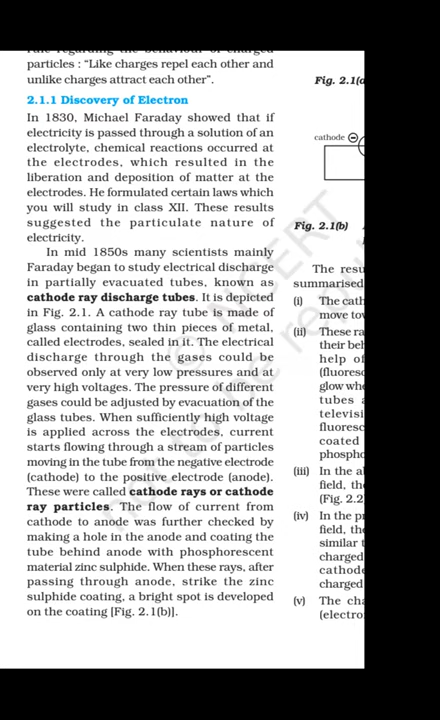 particles : “Like charges repel each other and
unlike charges attract each other”.
2.1.1 Discovery of Electron
In 1830, Michael Faraday showed that if
electricity is passed through a solution of an
electrolyte, chemical reactions occurred at
the electrodes, which resulted in the
liberation and deposition of matter at the
electrodes. He formulated certain laws which
you will study in class XII. These results
suggested the particulate nature of
electricity.
In mid 1850s many scientists mainly
Faraday began to study electrical discharge
in partially evacuated tubes, known as
cathode ray discharge tubes. It is depicted
in Fig. 2.1. A cathode ray tube is made of
glass containing two thin pieces of metal,
called electrodes, sealed in it. The electrical
discharge through the gases could be
observed only at very low pressures and at
very high voltages. The pressure of different
gases could be adjusted by evacuation of the
glass tubes. When sufficiently high voltage
is applied across the electrodes, current
starts flowing through a stream of particles
moving in the tube from the negative electrode
(cathode) to the positive electrode (anode).
These were called cathode rays or cathode
ray particles. The flow of current from
cathode to anode was further checked by
making a hole in the anode and coating the
tube behind anode with phosphorescent
material zinc sulphide. When these rays, after
passing through anode, strike the zinc
sulphide coating, a bright spot is developed
on the coating [Fig. 2.1(b)].
Fig. 2.1(a
cathode
Fig. 2.1(b)
The resu
summarised
(i) The cath
move tov
(ii) These ra
their beh
help of
(fluoresc
glow whe
tubes a
televisi
fluoresc
coated
phospho
(iii) In the al
field, the
(Fig. 2.2
(iv) In the pr
field, the
similar t
charged
cathode
charged
(v) The cha
(electro